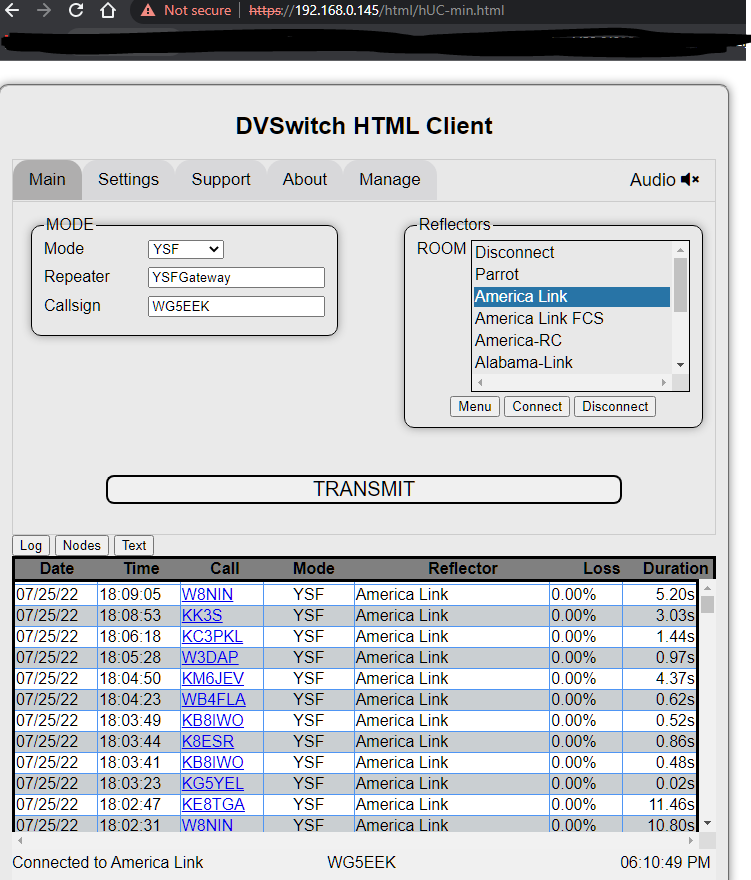 Not secure | https://192.168.0.145/html/hUC-min.html
DVSwitch HTML Client
Main Settings Support About Manage Audio
MODE
Mode YSF
Repeater YSFGateway
Callsign WG5EEK
Reflectors
ROOM Disconnect
Parrot
America Link
America Link FCS
America-RC
Alabama-Link
Menu Connect Disconnect
TRANSMIT
Log Nodes Text
Date Time Call Mode Reflector Loss Duration
07/25/22 18:09:05 W8NIN YSF America Link 0.00% 5.20s
07/25/22 18:08:53 KK3S YSF America Link 0.00% 3.03s
07/25/22 18:06:18 KC3PKL YSF America Link 0.00% 1.44s
07/25/22 18:05:28 W3DAP YSF America Link 0.00% 0.97s
07/25/22 18:04:50 KM6JEV YSF America Link 0.00% 4.37s
07/25/22 18:04:23 WB4FLA YSF America Link 0.00% 0.62s
07/25/22 18:03:49 KB8IWO YSF America Link 0.00% 0.52s
07/25/22 18:03:44 K8ESR YSF America Link 0.00% 0.86s
07/25/22 18:03:41 KB8IWO YSF America Link 0.00% 0.48s
07/25/22 18:03:23 KG5YEL YSF America Link 0.00% 0.02s
07/25/22 18:02:47 KE8TGA YSF America Link 0.00% 11.46s
07/25/22 18:02:31 W8NIN YSF America Link 0.00% 10.80s
Connected to America Link WG5EEK 06:10:49 PM